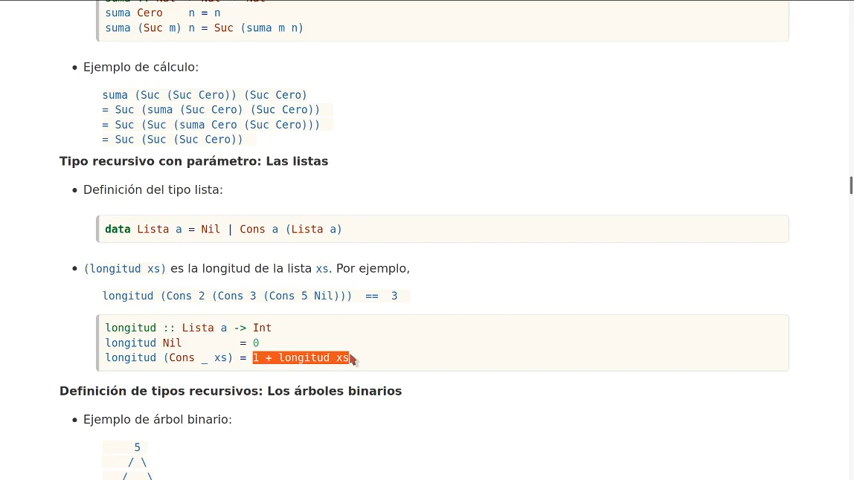 suma Cero    n = n
suma (Suc m) n = Suc (suma m n)
• Ejemplo de cálculo:
suma (Suc (Suc Cero)) (Suc Cero)
= Suc (suma (Suc Cero) (Suc Cero))
= Suc (Suc (suma Cero (Suc Cero)))
= Suc (Suc (Suc Cero))
Tipo recursivo con parámetro: Las listas
• Definición del tipo lista:
data Lista a = Nil | Cons a (Lista a)
• (longitud xs) es la longitud de la lista xs. Por ejemplo,
longitud (Cons 2 (Cons 3 (Cons 5 Nil)))  ==  3
longitud :: Lista a -> Int
longitud Nil         = 0
longitud (Cons _ xs) = 1 + longitud xs
Definición de tipos recursivos: Los árboles binarios
• Ejemplo de árbol binario:
5
/ \
/   \